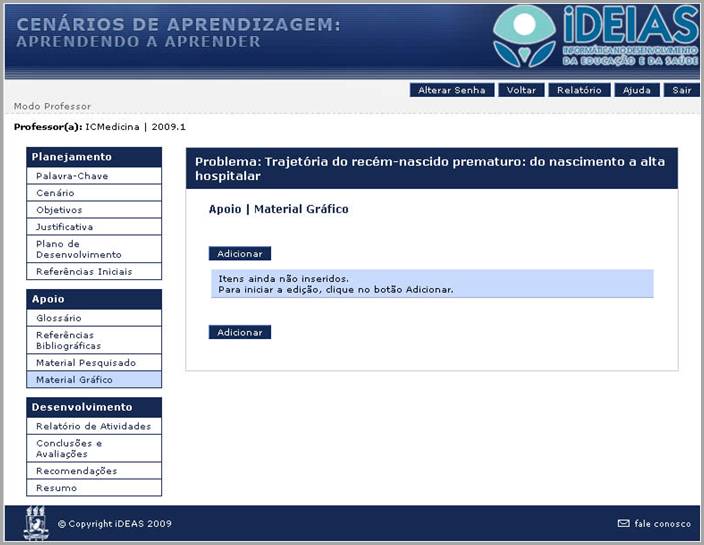 CENÁRIOS DE APRENDIZAGEM:
APRENDENDO A APRENDER
iDEIAS
INFORMÁTICA NO DESENVOLVIMENTO
DA EDUCAÇÃO E DA SAÚDE
Alterar Senha
Voltar
Relatório
Ajuda
Sair
Modo Professor
Professor(a): ICMedicina | 2009.1
Planejamento
Palavra-Chave
Cenário
Objetivos
Justificativa
Plano de
Desenvolvimento
Referências Iniciais
Apoio
Glossário
Referências
Bibliográficas
Material Pesquisado
Material Gráfico
Desenvolvimento
Relatório de Atividades
Conclusões e
Avaliações
Recomendações
Resumo
Problema: Trajetória do recém-nascido prematuro: do nascimento a alta
hospitalar
Apoio | Material Gráfico
Adicionar
Itens ainda não inseridos.
Para iniciar a edição, clique no botão Adicionar.
Adicionar
© Copyright iDEAS 2009
fale conosco